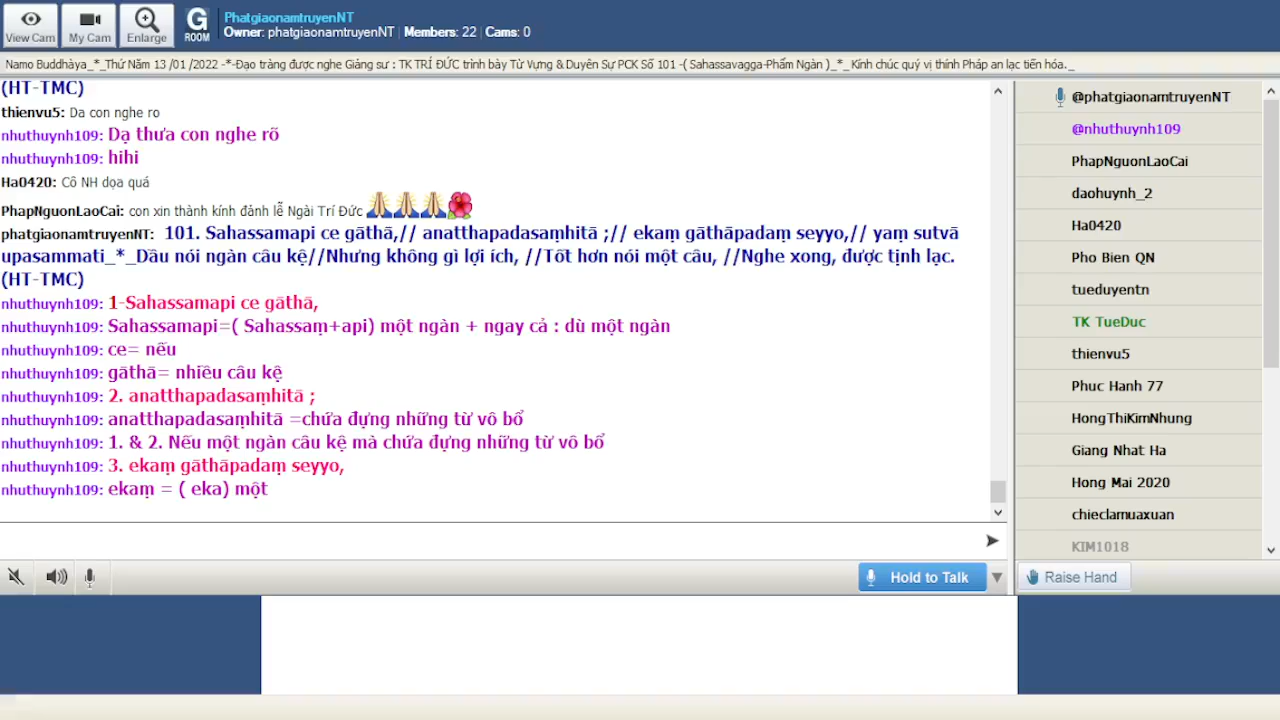 View Cam
My Cam
Enlarge
G
ROOM
PhatgiaonamtruyenNT
Owner: phatgiaonamtruyenNT | Members: 22 | Cams: 0
Namo Buddhàya_*_Thứ Năm 13 /01 /2022 -*-Đạo tràng được nghe Giảng sư : TK TRÍ ĐỨC trình bày Từ Vựng & Duyên Sự PCK Số 101 -( Sahassavagga-Phẩm Ngàn )_*_ Kính chúc quý vị thính Pháp an lạc tiến hóa._
(HT-TMC)
thienvu5: Da con nghe ro
nhuthuynh109: Dạ thưa con nghe rõ
nhuthuynh109: hihi
Ha0420: Cô NH dọa quá
PhapNguonLaoCai: con xin thành kính đảnh lễ Ngài Trí Đức
phatgiaonamtruyenNT: 101. Sahassamapi ce gāthā,// anatthapadasaṃhitā ;// ekaṃ gāthāpadaṃ seyyo,// yaṃ sutvā
upasammati_*_Dầu nói ngàn câu kệ//Nhưng không gì lợi ích, //Tốt hơn nói một câu, //Nghe xong, được tịnh lạc.
(HT-TMC)
nhuthuynh109: 1-Sahassamapi ce gāthā,
nhuthuynh109: Sahassamapi=( Sahassaṃ+api) một ngàn + ngay cả : dù một ngàn
nhuthuynh109: ce= nếu
nhuthuynh109: gāthā= nhiều câu kệ
nhuthuynh109: 2. anatthapadasaṃhitā ;
nhuthuynh109: anatthapadasaṃhitā =chứa đựng những từ vô bổ
nhuthuynh109: 1. & 2. Nếu một ngàn câu kệ mà chứa đựng những từ vô bổ
nhuthuynh109: 3. ekaṃ gāthāpadaṃ seyyo,
nhuthuynh109: ekaṃ = ( eka) một
@phatgiaonamtruyenNT
@nhuthuynh109
PhapNguonLaoCai
daohuynh_2
Ha0420
Pho Bien QN
tueduyentn
TK TueDuc
thienvu5
Phuc Hanh 77
HongThiKimNhung
Giang Nhat Ha
Hong Mai 2020
chieclamuaxuan
KIM1018
Hold to Talk
Raise Hand